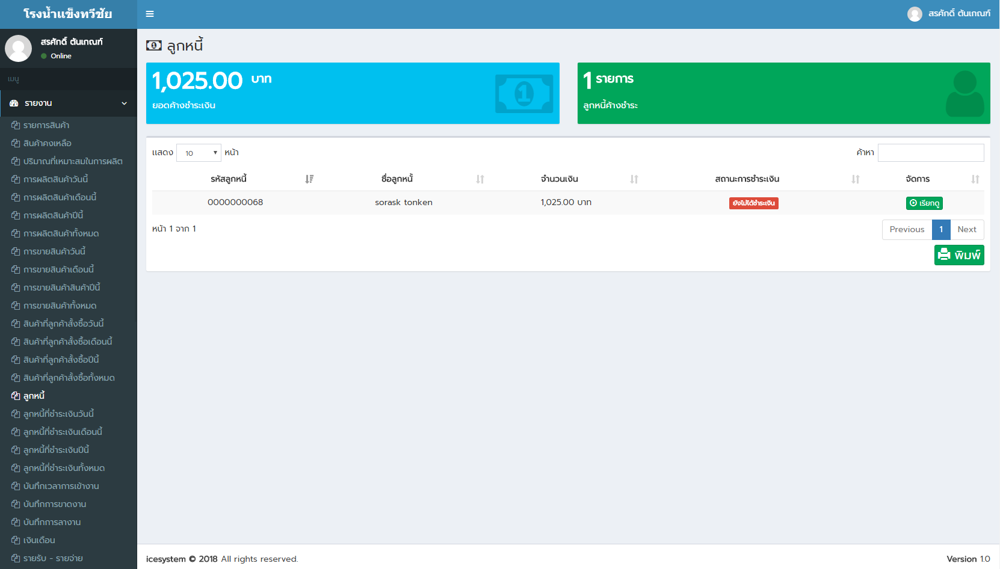 โรงน้ำแข็งทวีชัย
สรศักดิ์ ต้นเกณฑ์
สรศักดิ์ ต้นเกณฑ์
Online
เมนู
รายงาน
รายการสินค้า
สินค้าคงเหลือ
ปริมาณที่เหมาะสมในการผลิต
การผลิตสินค้าวันนี้
การผลิตสินค้าเดือนนี้
การผลิตสินค้าปีนี้
การผลิตสินค้าทั้งหมด
การขายสินค้าวันนี้
การขายสินค้าเดือนนี้
การขายสินค้าสินค้าปีนี้
การขายสินค้าทั้งหมด
สินค้าที่ลูกค้าสั่งซื้อวันนี้
สินค้าที่ลูกค้าสั่งซื้อเดือนนี้
สินค้าที่ลูกค้าสั่งซื้อปีนี้
สินค้าที่ลูกค้าสั่งซื้อทั้งหมด
ลูกหนี้
ลูกหนี้ที่ชำระเงินวันนี้
ลูกหนี้ที่ชำระเงินเดือนนี้
ลูกหนี้ที่ชำระเงินปีนี้
ลูกหนี้ที่ชำระเงินทั้งหมด
บันทึกเวลาการเข้างาน
บันทึกการขาดงาน
บันทึกการลางาน
เงินเดือน
รายรับ - รายจ่าย
ลูกหนี้
1,025.00 บาท
ยอดค้างชำระเงิน
1 รายการ
ลูกหนี้ค้างชำระ
แสดง 10 หน้า
ค้าหา
รหัสลูกหนี้ ชื่อลูกหนั้ จำนวนเงิน สถานะการชำระเงิน จัดการ
0000000068 sorask tonken 1,025.00 บาท ยังไม่ได้ชำระเงิน เรียกดู
หน้า 1 จาก 1
Previous 1 Next
พิมพ์
icesystem © 2018 All rights reserved.
Version 1.0